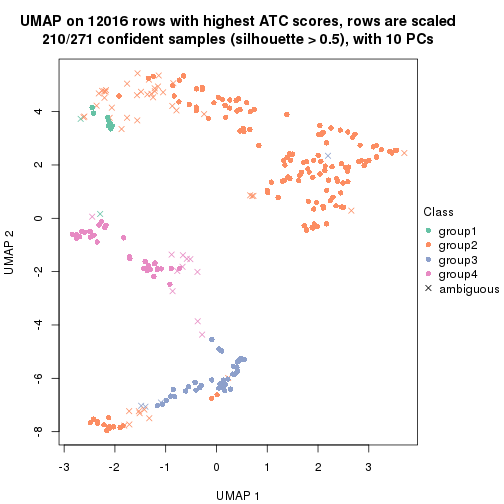 UMAP on 12016 rows with highest ATC scores, rows are scaled
210/271 confident samples (silhouette > 0.5), with 10 PCs
4
2
0
-2
-4
-6
-8
UMAP 2
-3
-2
-1
0
1
2
3
UMAP 1
Class
group1
group2
group3
group4
ambiguous